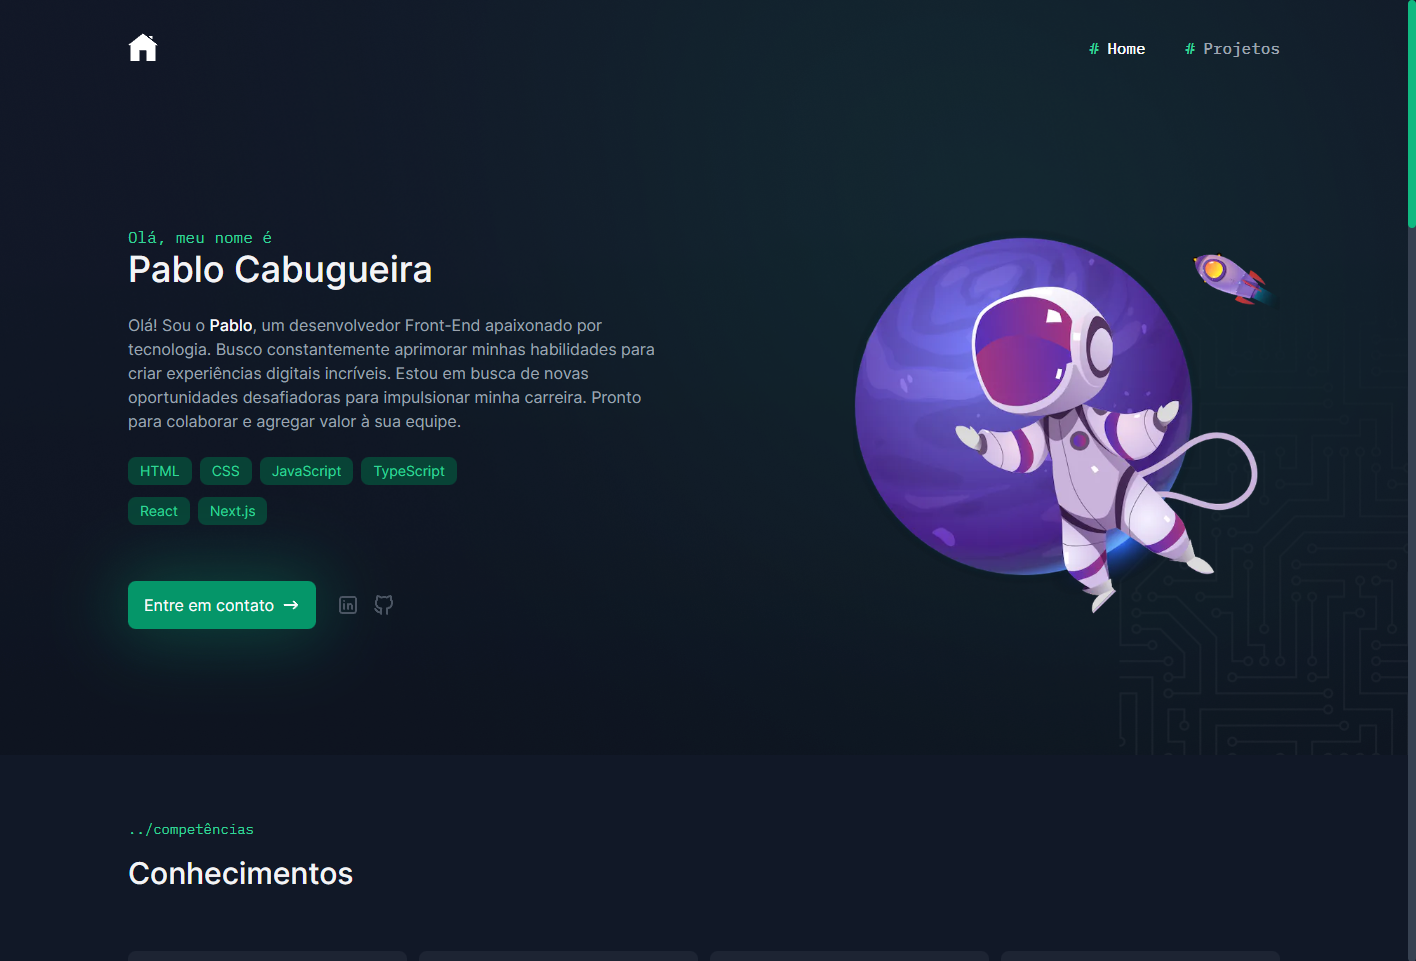 # Home # Projetos
Olá, meu nome é
Pablo Cabugueira
Olá! Sou o Pablo, um desenvolvedor Front-End apaixonado por
tecnologia. Busco constantemente aprimorar minhas habilidades para
criar experiências digitais incríveis. Estou em busca de novas
oportunidades desafiadoras para impulsionar minha carreira. Pronto
para colaborar e agregar valor à sua equipe.
HTML CSS JavaScript TypeScript
React Next.js
Entre em contato →
../competências
Conhecimentos